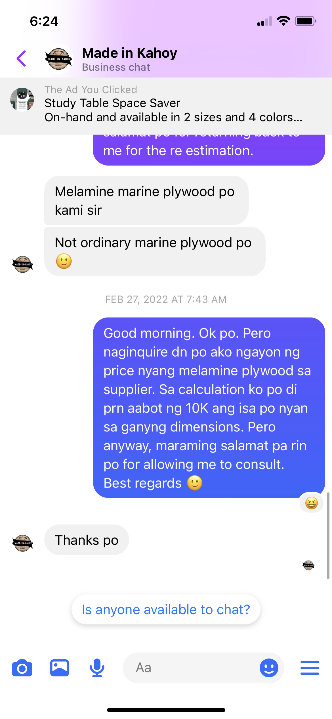 6:24
Made in Kahoy
Business chat
The Ad You Clicked
Study Table Space Saver
On-hand and available in 2 sizes and 4 colors...
salamat po for returning back to
me for the re estimation.
Melamine marine plywood po
kami sir
Not ordinary marine plywood po
🙂
FEB 27, 2022 AT 7:43 AM
Good morning. Ok po. Pero
naginquire dn po ako ngayon ng
price nyang melamine plywood sa
supplier. Sa calculation ko po di
prn aabot ng 10K ang isa po nyan
sa ganyng dimensions. Pero
anyway, maraming salamat pa rin
po for allowing me to consult.
Best regards 🙂
😆
Thanks po
Is anyone available to chat?
Aa